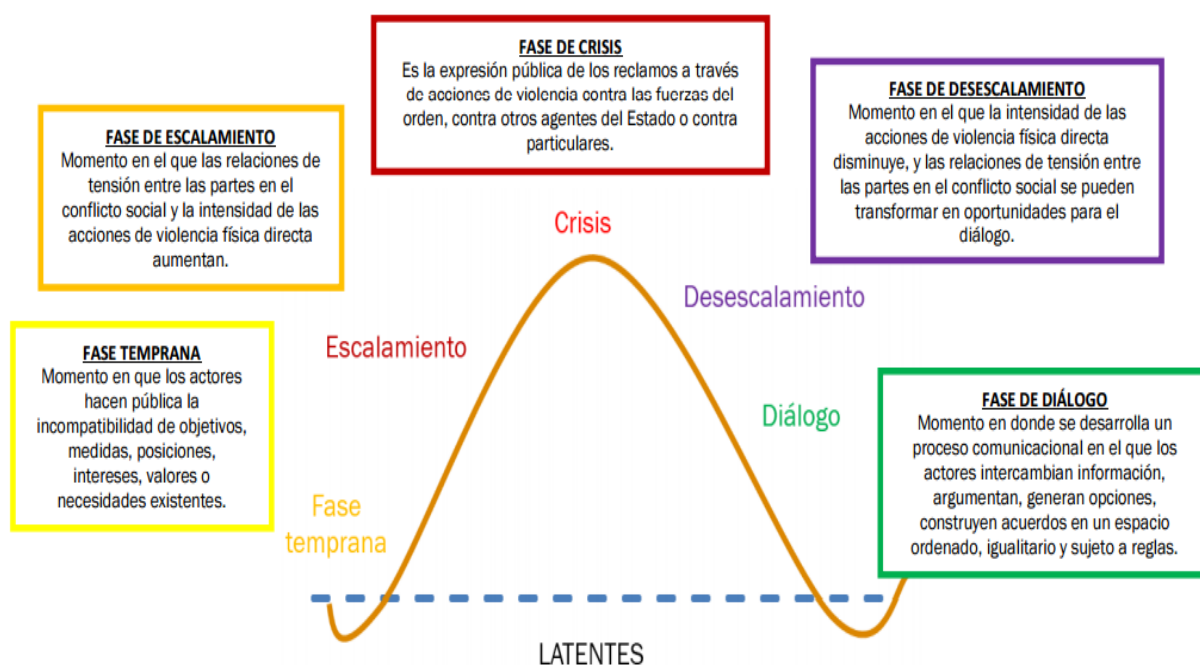 FASE DE CRISIS
Es la expresión pública de los reclamos a través
de acciones de violencia contra las fuerzas del
orden, contra otros agentes del Estado o contra
particulares.
FASE DE ESCALAMIENTO
Momento en el que las relaciones de
tensión entre las partes en el
conflicto social y la intensidad de las
acciones de violencia física directa
aumentan.
FASE DE DESESCALAMIENTO
Momento en el que la intensidad de las
acciones de violencia física directa
disminuye, y las relaciones de tensión entre
las partes en el conflicto social se pueden
transformar en oportunidades para el
diálogo.
Crisis
Desescalamiento
Escalamiento
FASE TEMPRANA
Momento en que los actores
hacen pública la
incompatibilidad de objetivos,
medidas, posiciones,
intereses, valores o
necesidades existentes.
Diálogo
FASE DE DIÁLOGO
Momento en donde se desarrolla un
proceso comunicacional en el que los
actores intercambian información,
argumentan, generan opciones,
construyen acuerdos en un espacio
ordenado, igualitario y sujeto a reglas.
Fase
temprana
LATENTES